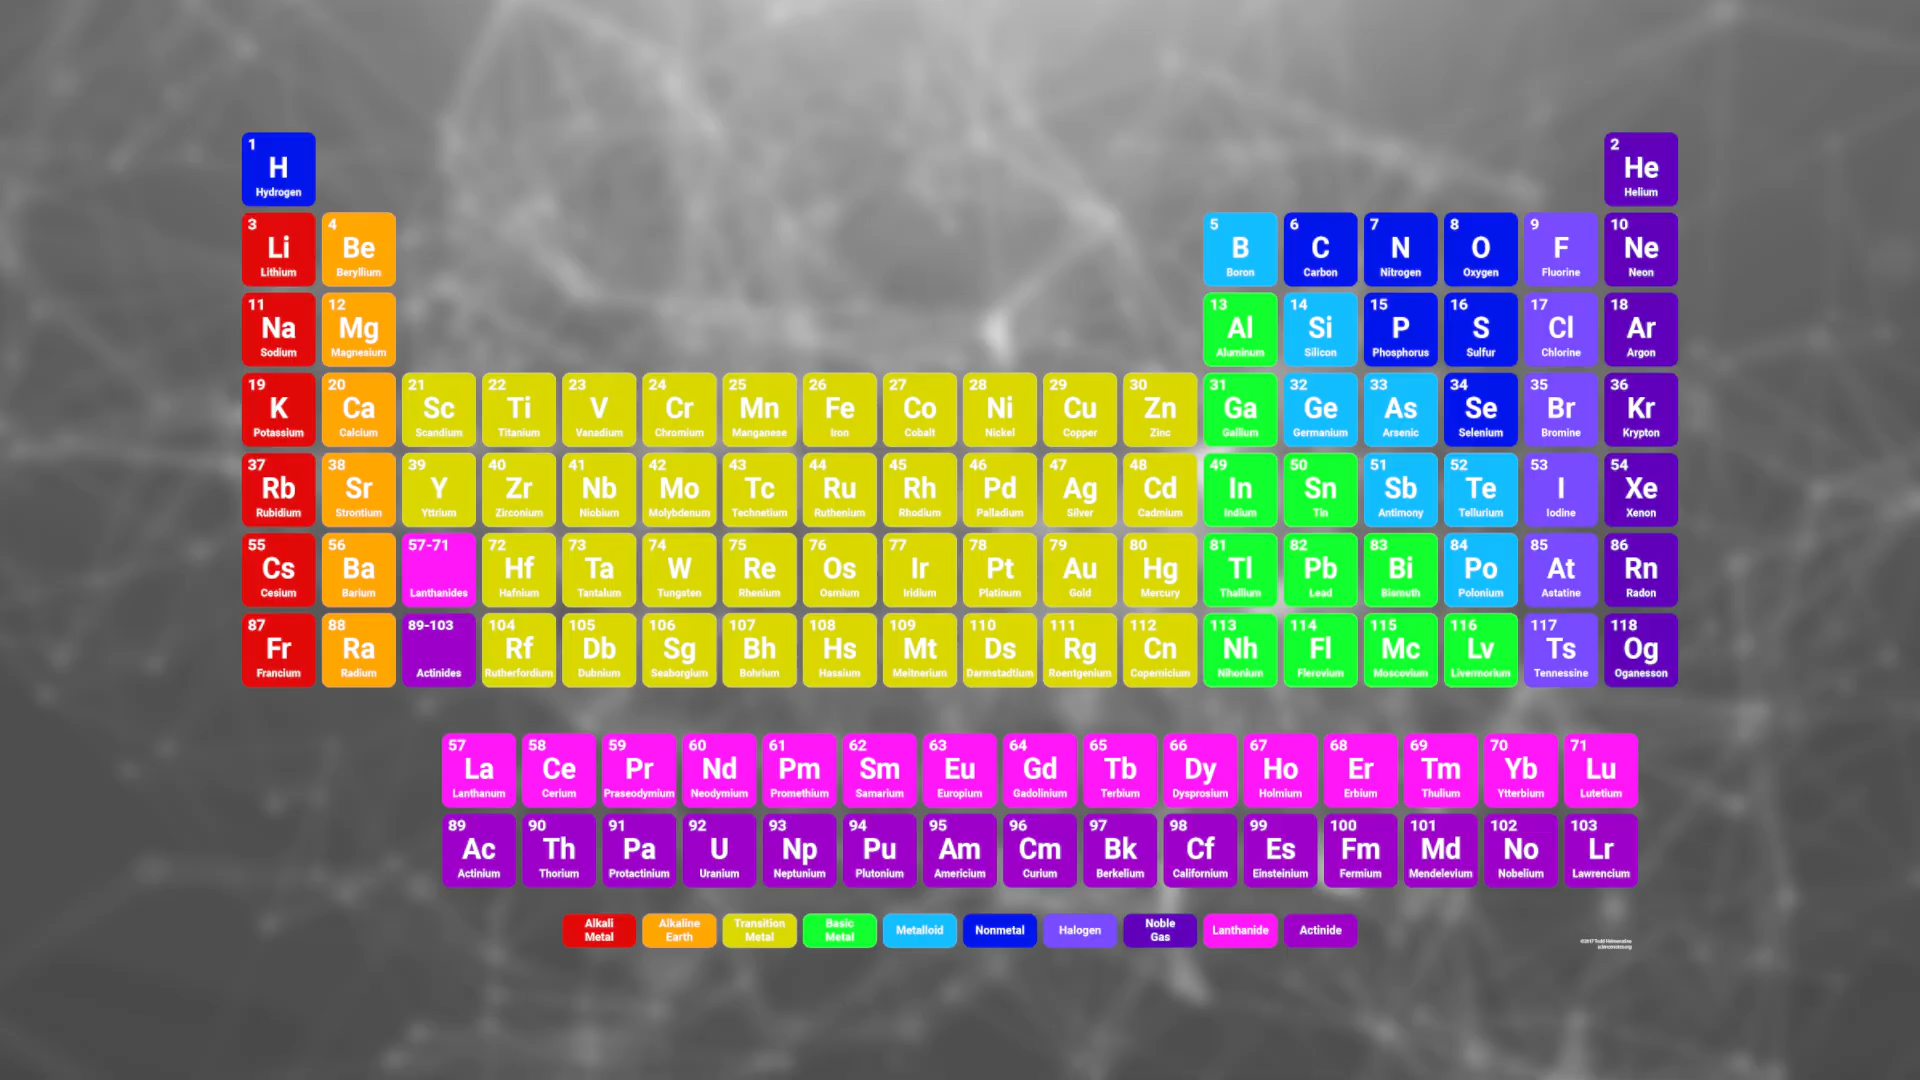 1
H
Hydrogen
2
He
Helium
3
Li
Lithium
4
Be
Beryllium
5
B
Boron
6
C
Carbon
7
N
Nitrogen
8
O
Oxygen
9
F
Fluorine
10
Ne
Neon
11
Na
Sodium
12
Mg
Magnesium
13
Al
Aluminum
14
Si
Silicon
15
P
Phosphorus
16
S
Sulfur
17
Cl
Chlorine
18
Ar
Argon
19
K
Potassium
20
Ca
Calcium
21
Sc
Scandium
22
Ti
Titanium
23
V
Vanadium
24
Cr
Chromium
25
Mn
Manganese
26
Fe
Iron
27
Co
Cobalt
28
Ni
Nickel
29
Cu
Copper
30
Zn
Zinc
31
Ga
Gallium
32
Ge
Germanium
33
As
Arsenic
34
Se
Selenium
35
Br
Bromine
36
Kr
Krypton
37
Rb
Rubidium
38
Sr
Strontium
39
Y
Yttrium
40
Zr
Zirconium
41
Nb
Niobium
42
Mo
Molybdenum
43
Tc
Technetium
44
Ru
Ruthenium
45
Rh
Rhodium
46
Pd
Palladium
47
Ag
Silver
48
Cd
Cadmium
49
In
Indium
50
Sn
Tin
51
Sb
Antimony
52
Te
Tellurium
53
I
Iodine
54
Xe
Xenon
55
Cs
Cesium
56
Ba
Barium
57-71
Lanthanides
72
Hf
Hafnium
73
Ta
Tantalum
74
W
Tungsten
75
Re
Rhenium
76
Os
Osmium
77
Ir
Iridium
78
Pt
Platinum
79
Au
Gold
80
Hg
Mercury
81
Tl
Thallium
82
Pb
Lead
83
Bi
Bismuth
84
Po
Polonium
85
At
Astatine
86
Rn
Radon
87
Fr
Francium
88
Ra
Radium
89-103
Actinides
104
Rf
Rutherfordium
105
Db
Dubnium
106
Sg
Seaborgium
107
Bh
Bohrium
108
Hs
Hassium
109
Mt
Meitnerium
110
Ds
Darmstadtium
111
Rg
Roentgenium
112
Cn
Copernicium
113
Nh
Nihonium
114
Fl
Flerovium
115
Mc
Moscovium
116
Lv
Livermorium
117
Ts
Tennessine
118
Og
Oganesson
57
La
Lanthanum
58
Ce
Cerium
59
Pr
Praseodymium
60
Nd
Neodymium
61
Pm
Promethium
62
Sm
Samarium
63
Eu
Europium
64
Gd
Gadolinium
65
Tb
Terbium
66
Dy
Dysprosium
67
Ho
Holmium
68
Er
Erbium
69
Tm
Thulium
70
Yb
Ytterbium
71
Lu
Lutetium
89
Ac
Actinium
90
Th
Thorium
91
Pa
Protactinium
92
U
Uranium
93
Np
Neptunium
94
Pu
Plutonium
95
Am
Americium
96
Cm
Curium
97
Bk
Berkelium
98
Cf
Californium
99
Es
Einsteinium
100
Fm
Fermium
101
Md
Mendelevium
102
No
Nobelium
103
Lr
Lawrencium
Alkali
Metal
Alkaline
Earth
Transition
Metal
Basic
Metal
Metalloid
Nonmetal
Halogen
Noble
Gas
Lanthanide
Actinide
©2017 Todd Helmenstine
sciencenotes.org